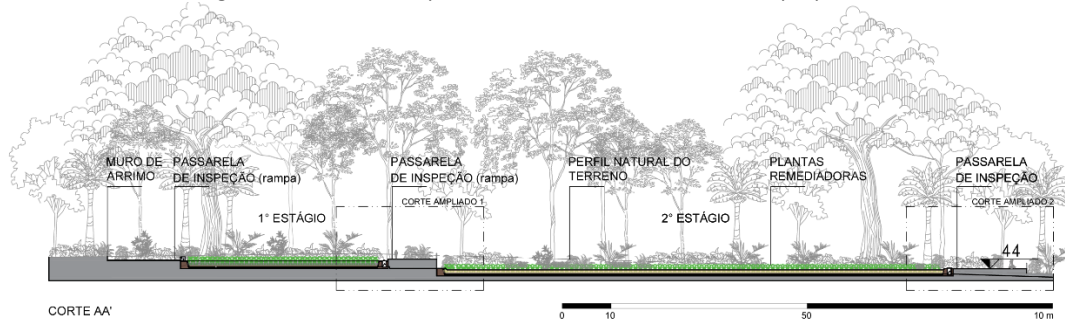 MURO DE
ARRIMO
PASSARELA
DE INSPEÇÃO (rampa)
PASSARELA
DE INSPEÇÃO (rampa)
PERFIL NATURAL DO
TERRENO
PLANTAS
REMEDIADORAS
PASSARELA
DE INSPEÇÃO
CORTE AMPLIADO 1
CORTE AMPLIADO 2
1° ESTÁGIO
2° ESTÁGIO
44
CORTE AA'
0 10 50 10 m